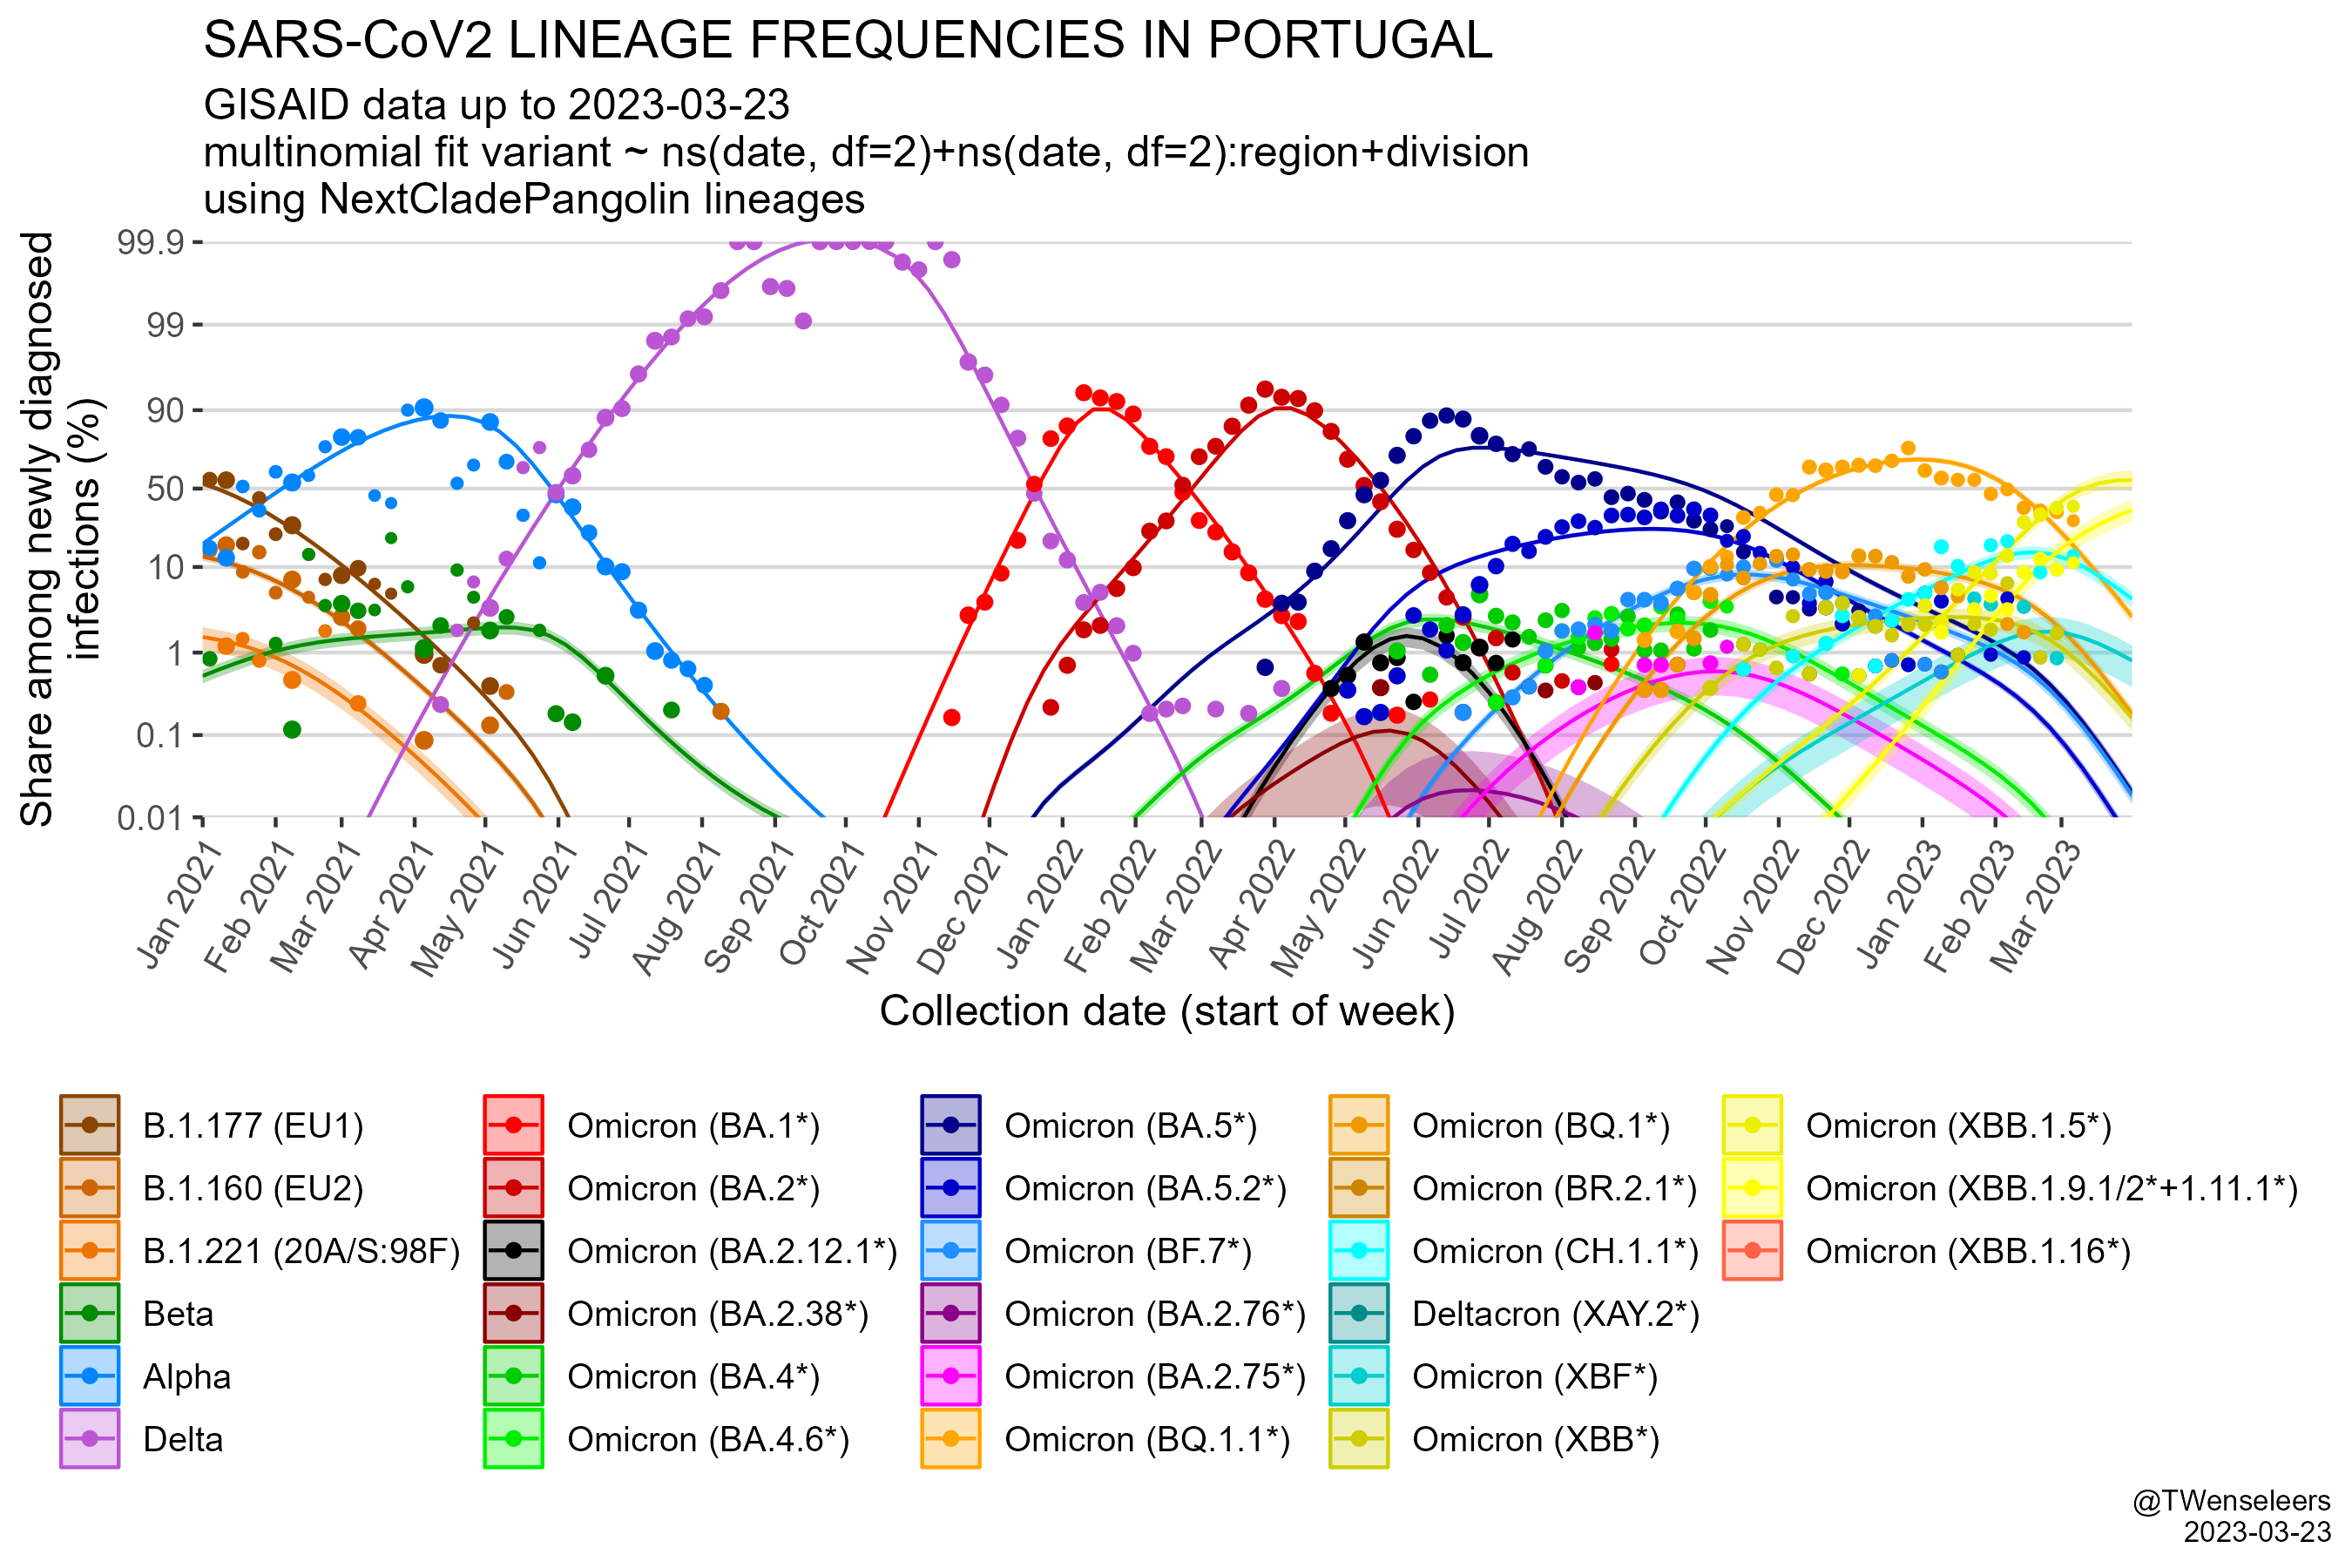 SARS-CoV2 LINEAGE FREQUENCIES IN PORTUGAL
GISAID data up to 2023-03-23
multinomial fit variant ~ ns(date, df=2)+ns(date, df=2):region+division
using NextCladePangolin lineages
Share among newly diagnosed
infections (%)
99.9
99
90
50
10
1
0.1
0.01
Jan 2021
Feb 2021
Mar 2021
Apr 2021
May 2021
Jun 2021
Jul 2021
Aug 2021
Sep 2021
Oct 2021
Nov 2021
Dec 2021
Jan 2022
Feb 2022
Mar 2022
Apr 2022
May 2022
Jun 2022
Jul 2022
Aug 2022
Sep 2022
Oct 2022
Nov 2022
Dec 2022
Jan 2023
Feb 2023
Mar 2023
Collection date (start of week)
B.1.177 (EU1)
B.1.160 (EU2)
B.1.221 (20A/S:98F)
Beta
Alpha
Delta
Omicron (BA.1*)
Omicron (BA.2*)
Omicron (BA.2.12.1*)
Omicron (BA.2.38*)
Omicron (BA.4*)
Omicron (BA.4.6*)
Omicron (BA.5*)
Omicron (BA.5.2*)
Omicron (BF.7*)
Omicron (BA.2.76*)
Omicron (BA.2.75*)
Omicron (BQ.1.1*)
Omicron (BQ.1*)
Omicron (BR.2.1*)
Omicron (CH.1.1*)
Deltacron (XAY.2*)
Omicron (XBF*)
Omicron (XBB*)
Omicron (XBB.1.5*)
Omicron (XBB.1.9.1/2*+1.11.1*)
Omicron (XBB.1.16*)
@TWenseleers
2023-03-23